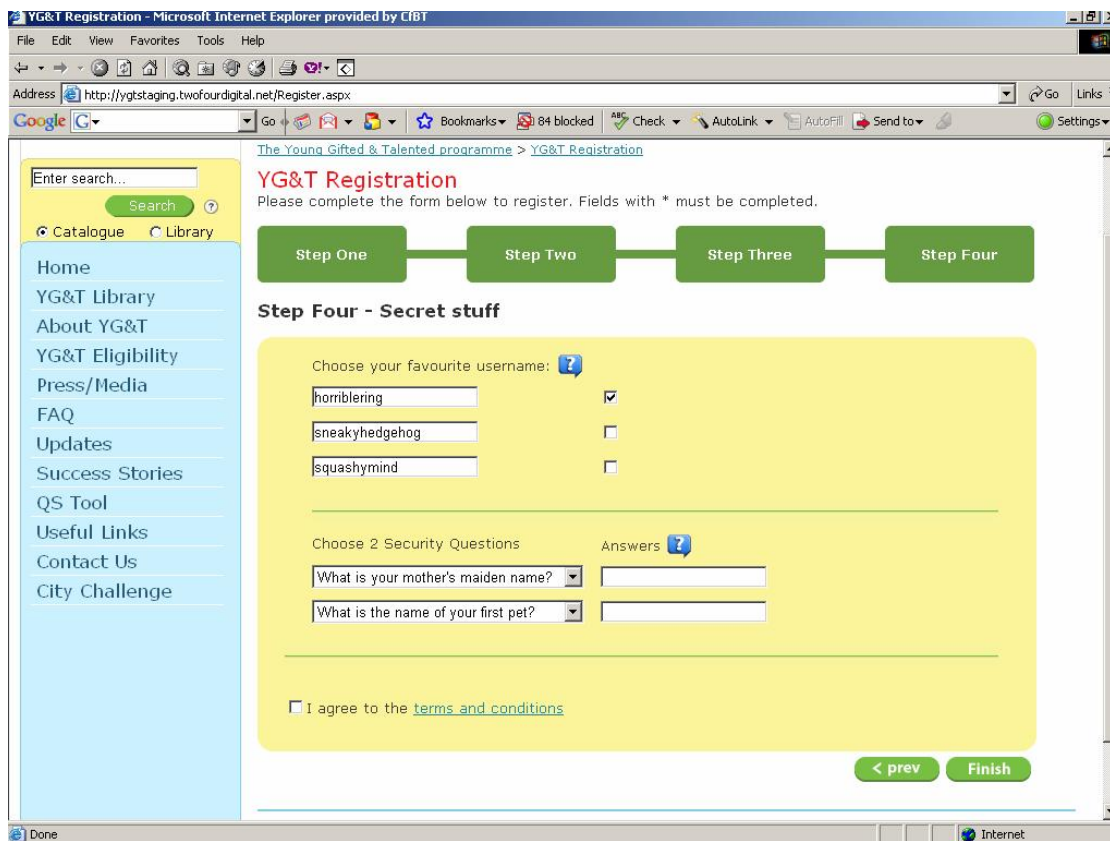 YG&T Registration - Microsoft Internet Explorer provided by CfBT
File Edit View Favorites Tools Help
Address http://ygtstaging.twofourdigital.net/Register.aspx Go Links
Google G Go Bookmarks 84 blocked ABC Check AutoLink AutoFill Send to Settings
The Young Gifted & Talented programme > YG&T Registration
Enter search...
Search ?
Catalogue Library
Home
YG&T Library
About YG&T
YG&T Eligibility
Press/Media
FAQ
Updates
Success Stories
QS Tool
Useful Links
Contact Us
City Challenge
YG&T Registration
Please complete the form below to register. Fields with * must be completed.
Step One Step Two Step Three Step Four
Step Four - Secret stuff
Choose your favourite username: ?
horriblering
sneakyhedgehog
squashymind
Choose 2 Security Questions Answers ?
What is your mother's maiden name?
What is the name of your first pet?
I agree to the terms and conditions
< prev Finish
Done Internet